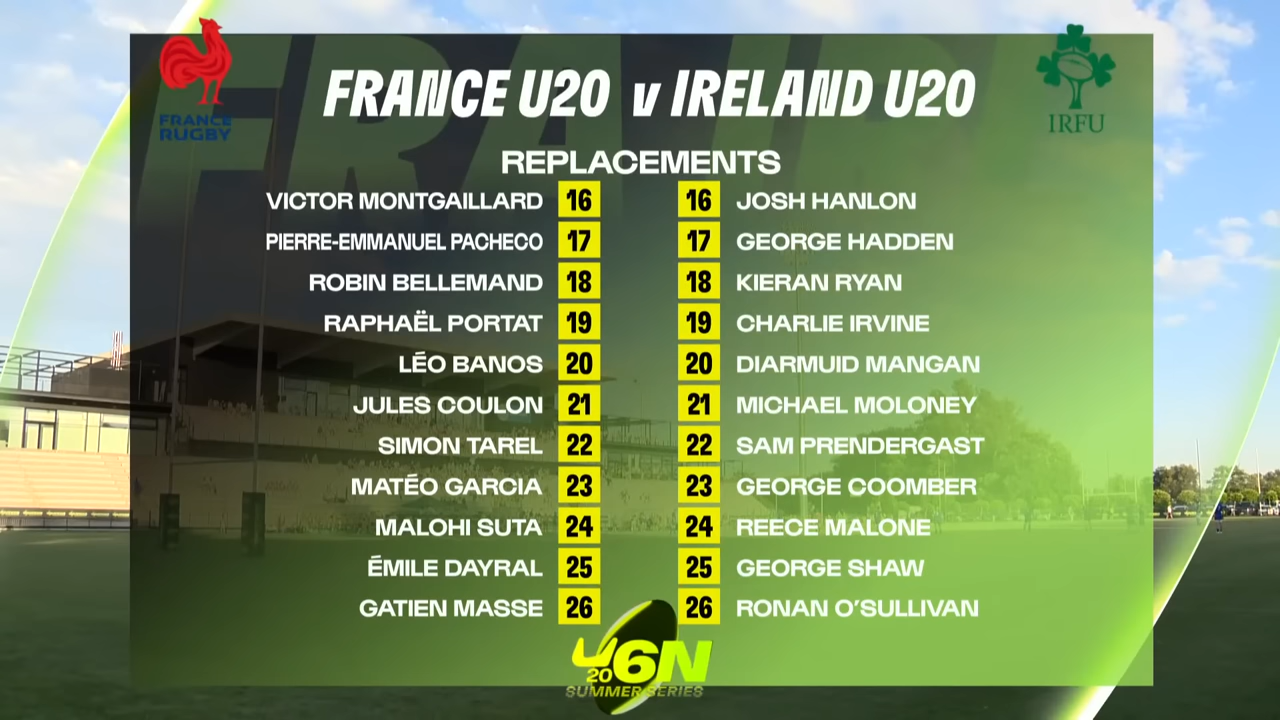 FRANCE U20 v IRELAND U20
FRANCE
RUGBY
IRFU
REPLACEMENTS
VICTOR MONTGAILLARD 16 16 JOSH HANLON
PIERRE-EMMANUEL PACHECO 17 17 GEORGE HADDEN
ROBIN BELLEMAND 18 18 KIERAN RYAN
RAPHAËL PORTAT 19 19 CHARLIE IRVINE
LÉO BANOS 20 20 DIARMUID MANGAN
JULES COULON 21 21 MICHAEL MOLONEY
SIMON TAREL 22 22 SAM PRENDERGAST
MATÉO GARCIA 23 23 GEORGE COOMBER
MALOHI SUTA 24 24 REECE MALONE
ÉMILE DAYRAL 25 25 GEORGE SHAW
GATIEN MASSE 26 26 RONAN O'SULLIVAN
U20 6N
SUMMER SERIES